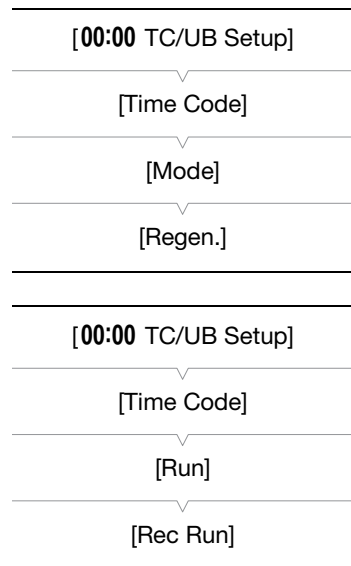 [00:00 TC/UB Setup]
[Time Code]
[Mode]
[Regen.]
[00:00 TC/UB Setup]
[Time Code]
[Run]
[Rec Run]